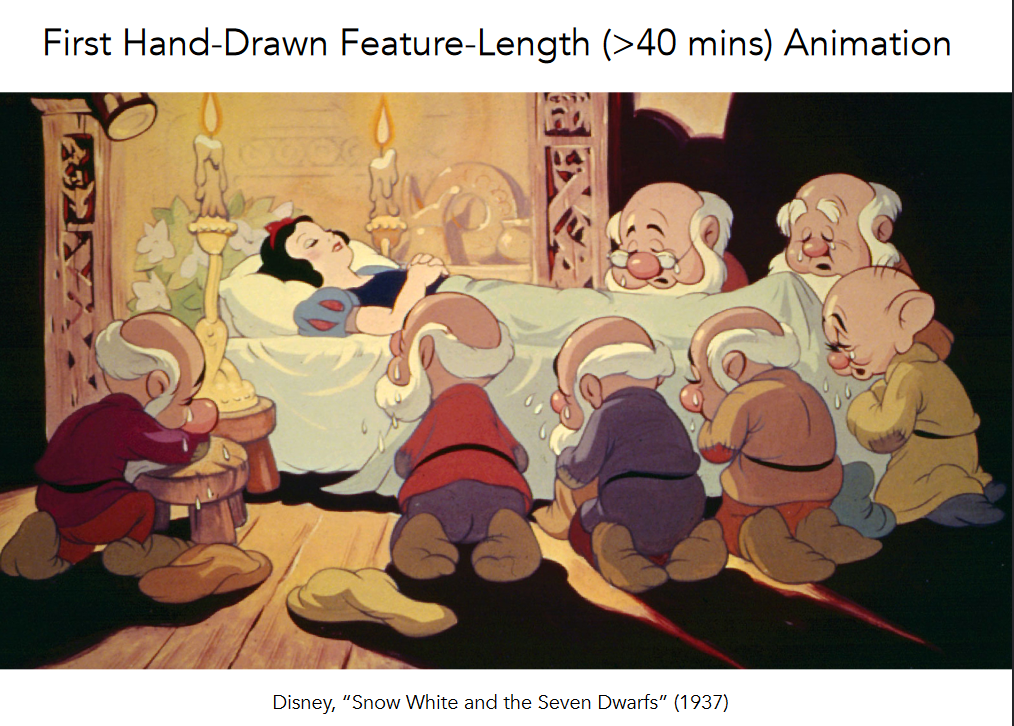 First Hand-Drawn Feature-Length (>40 mins) Animation
Disney, “Snow White and the Seven Dwarfs” (1937)